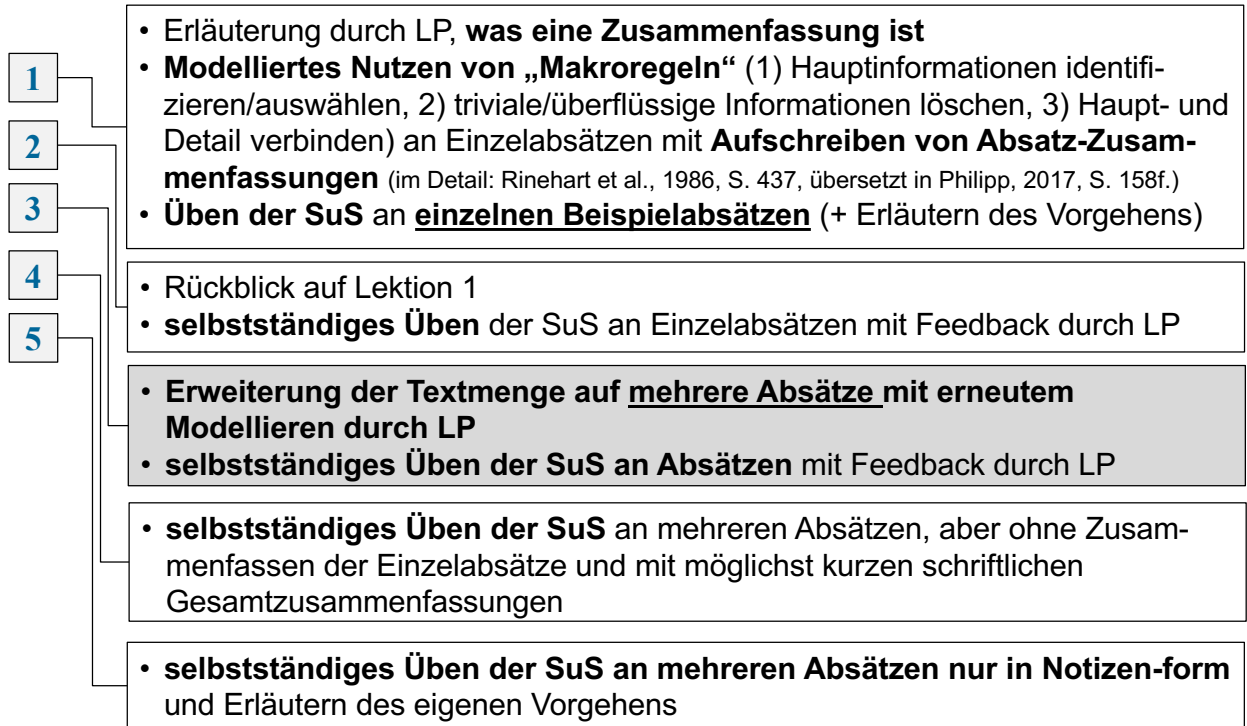 1
2
3
4
5
• Erläuterung durch LP, was eine Zusammenfassung ist
• Modelliertes Nutzen von „Makroregeln“ (1) Hauptinformationen identifi-
zieren/auswählen, 2) triviale/überflüssige Informationen löschen, 3) Haupt- und
Detail verbinden) an Einzelabsätzen mit Aufschreiben von Absatz-Zusam-
menfassungen (im Detail: Rinehart et al., 1986, S. 437, übersetzt in Philipp, 2017, S. 158f.)
• Üben der SuS an einzelnen Beispielabsätzen (+ Erläutern des Vorgehens)
• Rückblick auf Lektion 1
• selbstständiges Üben der SuS an Einzelabsätzen mit Feedback durch LP
• Erweiterung der Textmenge auf mehrere Absätze mit erneutem
Modellieren durch LP
• selbstständiges Üben der SuS an Absätzen mit Feedback durch LP
• selbstständiges Üben der SuS an mehreren Absätzen, aber ohne Zusam-
menfassen der Einzelabsätze und mit möglichst kurzen schriftlichen
Gesamtzusammenfassungen
• selbstständiges Üben der SuS an mehreren Absätzen nur in Notizen-form
und Erläutern des eigenen Vorgehens